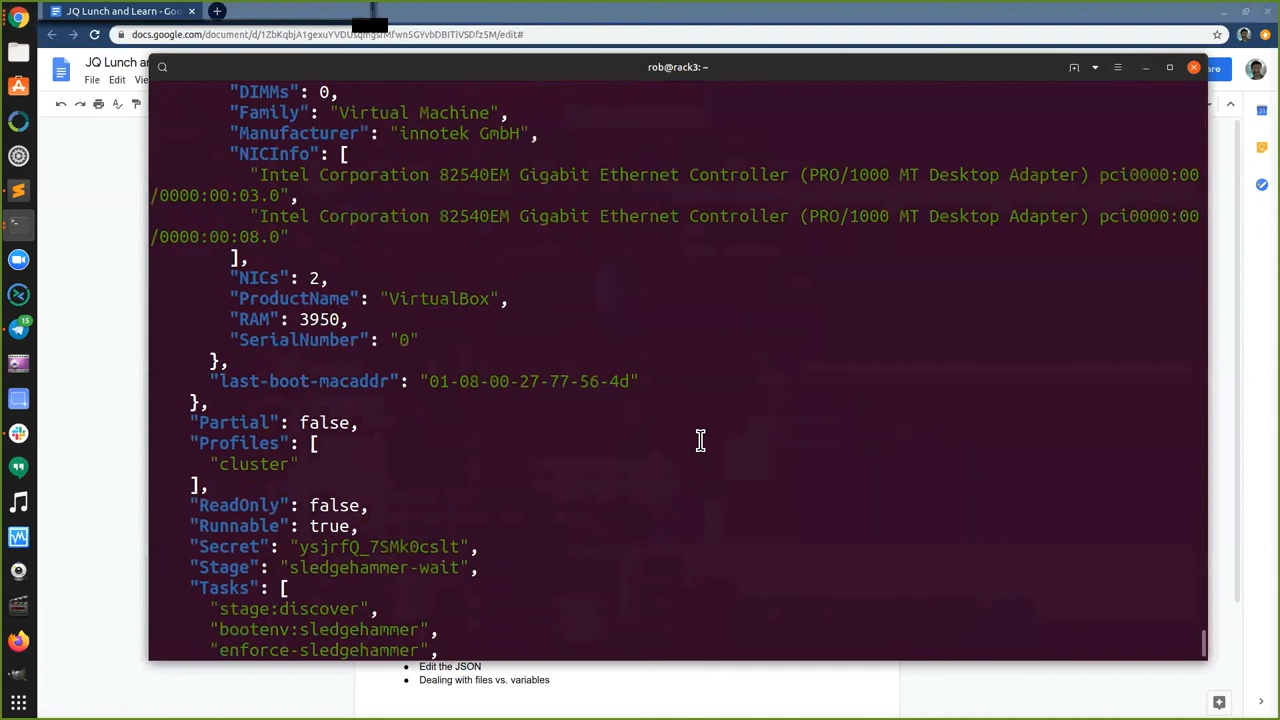 JQ Lunch and Learn - Goo
docs.google.com/document/d/1ZbKqbjA1gexuYVDUsqmgsrMfwn5GYvbDBITiVSDfz5M/edit#
JQ Lunch an
File Edit Vi
rob@rack3: ~
are
"DIMMs": 0,
"Family": "Virtual Machine",
"Manufacturer": "innotek GmbH",
"NICInfo": [
"Intel Corporation 82540EM Gigabit Ethernet Controller (PRO/1000 MT Desktop Adapter) pci0000:00
/0000:00:03.0",
"Intel Corporation 82540EM Gigabit Ethernet Controller (PRO/1000 MT Desktop Adapter) pci0000:00
/0000:00:08.0"
],
"NICs": 2,
"ProductName": "VirtualBox",
"RAM": 3950,
"SerialNumber": "0"
},
"last-boot-macaddr": "01-08-00-27-77-56-4d"
},
"Partial": false,
"Profiles": [
"cluster"
],
"ReadOnly": false,
"Runnable": true,
"Secret": "ysjrfQ_7SMk0cslt",
"Stage": "sledgehammer-wait",
"Tasks": [
"stage:discover",
"bootenv:sledgehammer",
"enforce-sledgehammer",
● Edit the JSON
● Dealing with files vs. variables
15